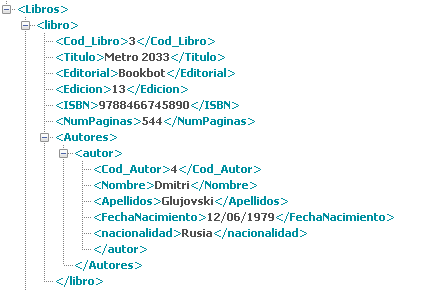 <Libros>
<libro>
<Cod_Libro>3</Cod_Libro>
<Titulo>Metro 2033</Titulo>
<Editorial>Bookbot</Editorial>
<Edicion>13</Edicion>
<ISBN>9788466745890</ISBN>
<NumPaginas>544</NumPaginas>
<Autores>
<autor>
<Cod_Autor>4</Cod_Autor>
<Nombre>Dmitri</Nombre>
<Apellidos>Glujovski</Apellidos>
<FechaNacimiento>12/06/1979</FechaNacimiento>
<nacionalidad>Rusia</nacionalidad>
</autor>
</Autores>
</libro>